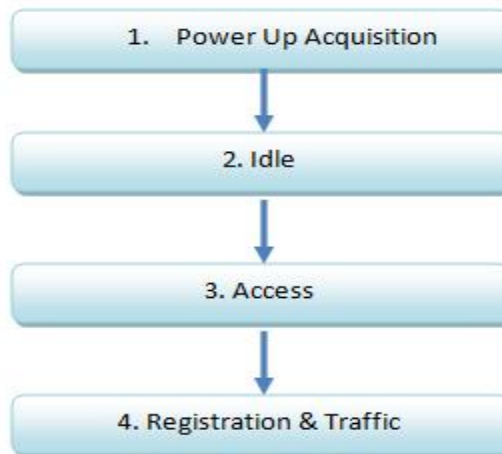 1. Power Up Acquisition
2. Idle
3. Access
4. Registration & Traffic